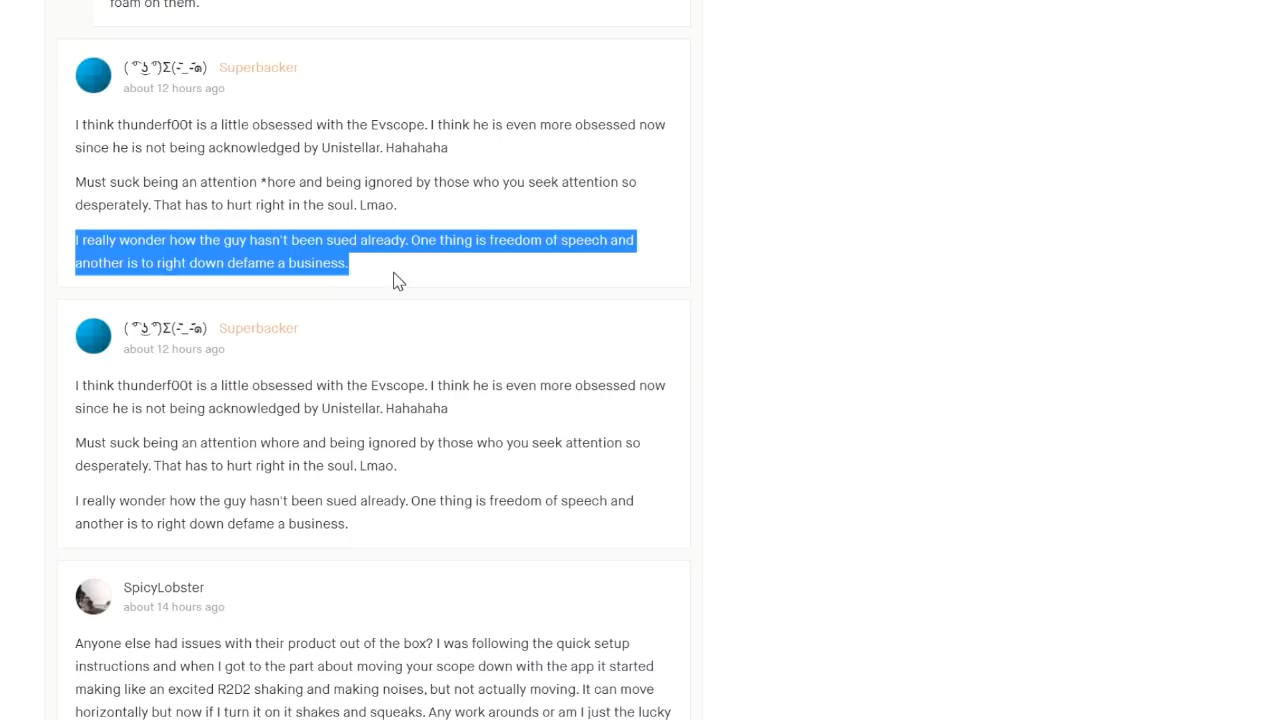 foam on them.
( ͡° ͜ʖ ͡°)Σ(-᷅_-᷄๑) Superbacker
about 12 hours ago
I think thunderf00t is a little obsessed with the Evscope. I think he is even more obsessed now
since he is not being acknowledged by Unistellar. Hahahaha
Must suck being an attention *hore and being ignored by those who you seek attention so
desperately. That has to hurt right in the soul. Lmao.
I really wonder how the guy hasn't been sued already. One thing is freedom of speech and
another is to right down defame a business.
( ͡° ͜ʖ ͡°)Σ(-᷅_-᷄๑) Superbacker
about 12 hours ago
I think thunderf00t is a little obsessed with the Evscope. I think he is even more obsessed now
since he is not being acknowledged by Unistellar. Hahahaha
Must suck being an attention whore and being ignored by those who you seek attention so
desperately. That has to hurt right in the soul. Lmao.
I really wonder how the guy hasn't been sued already. One thing is freedom of speech and
another is to right down defame a business.
SpicyLobster
about 14 hours ago
Anyone else had issues with their product out of the box? I was following the quick setup
instructions and when I got to the part about moving your scope down with the app it started
making like an excited R2D2 shaking and making noises, but not actually moving. It can move
horizontally but now if I turn it on it shakes and squeaks. Any work arounds or am I just the lucky